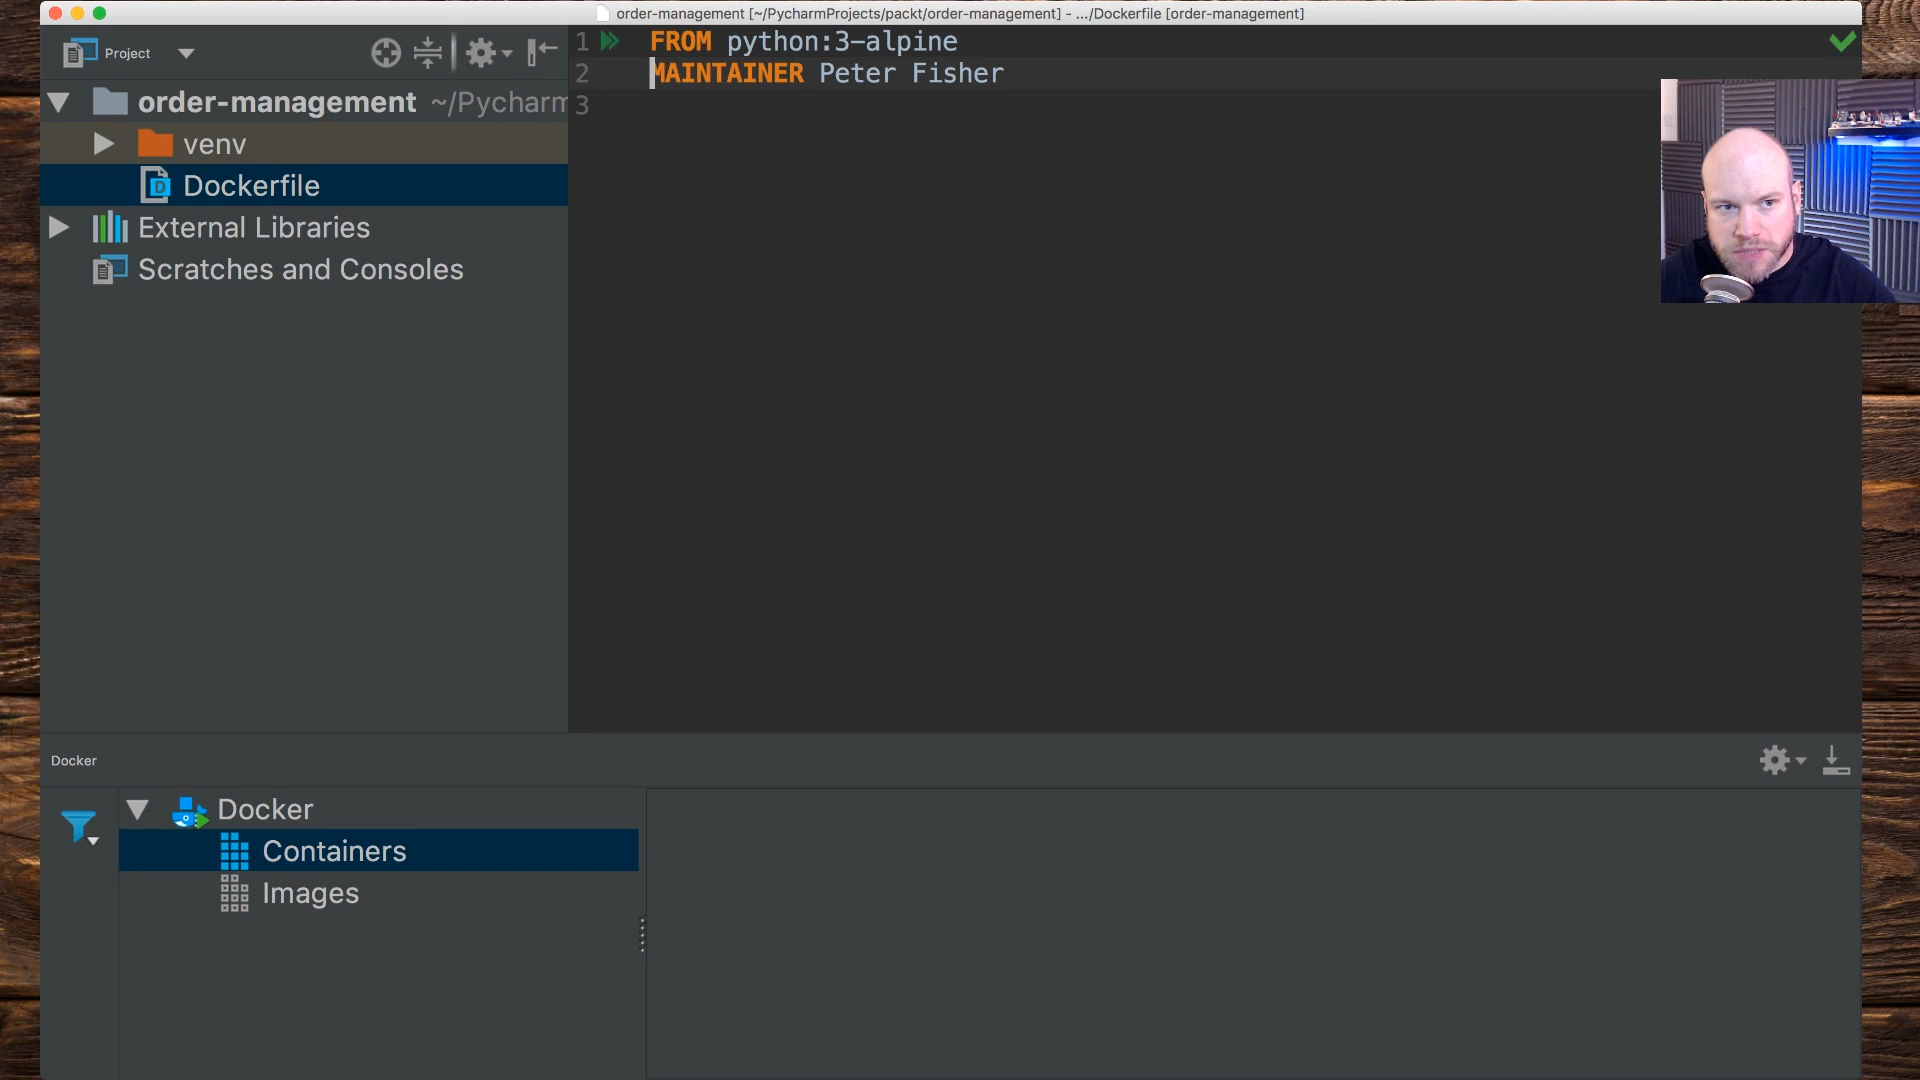 order-management [~/PycharmProjects/packt/order-management] - .../Dockerfile [order-management]
Project
order-management ~/Pycharm
venv
Dockerfile
External Libraries
Scratches and Consoles
1 FROM python:3-alpine
2 MAINTAINER Peter Fisher
3
Docker
Docker
Containers
Images